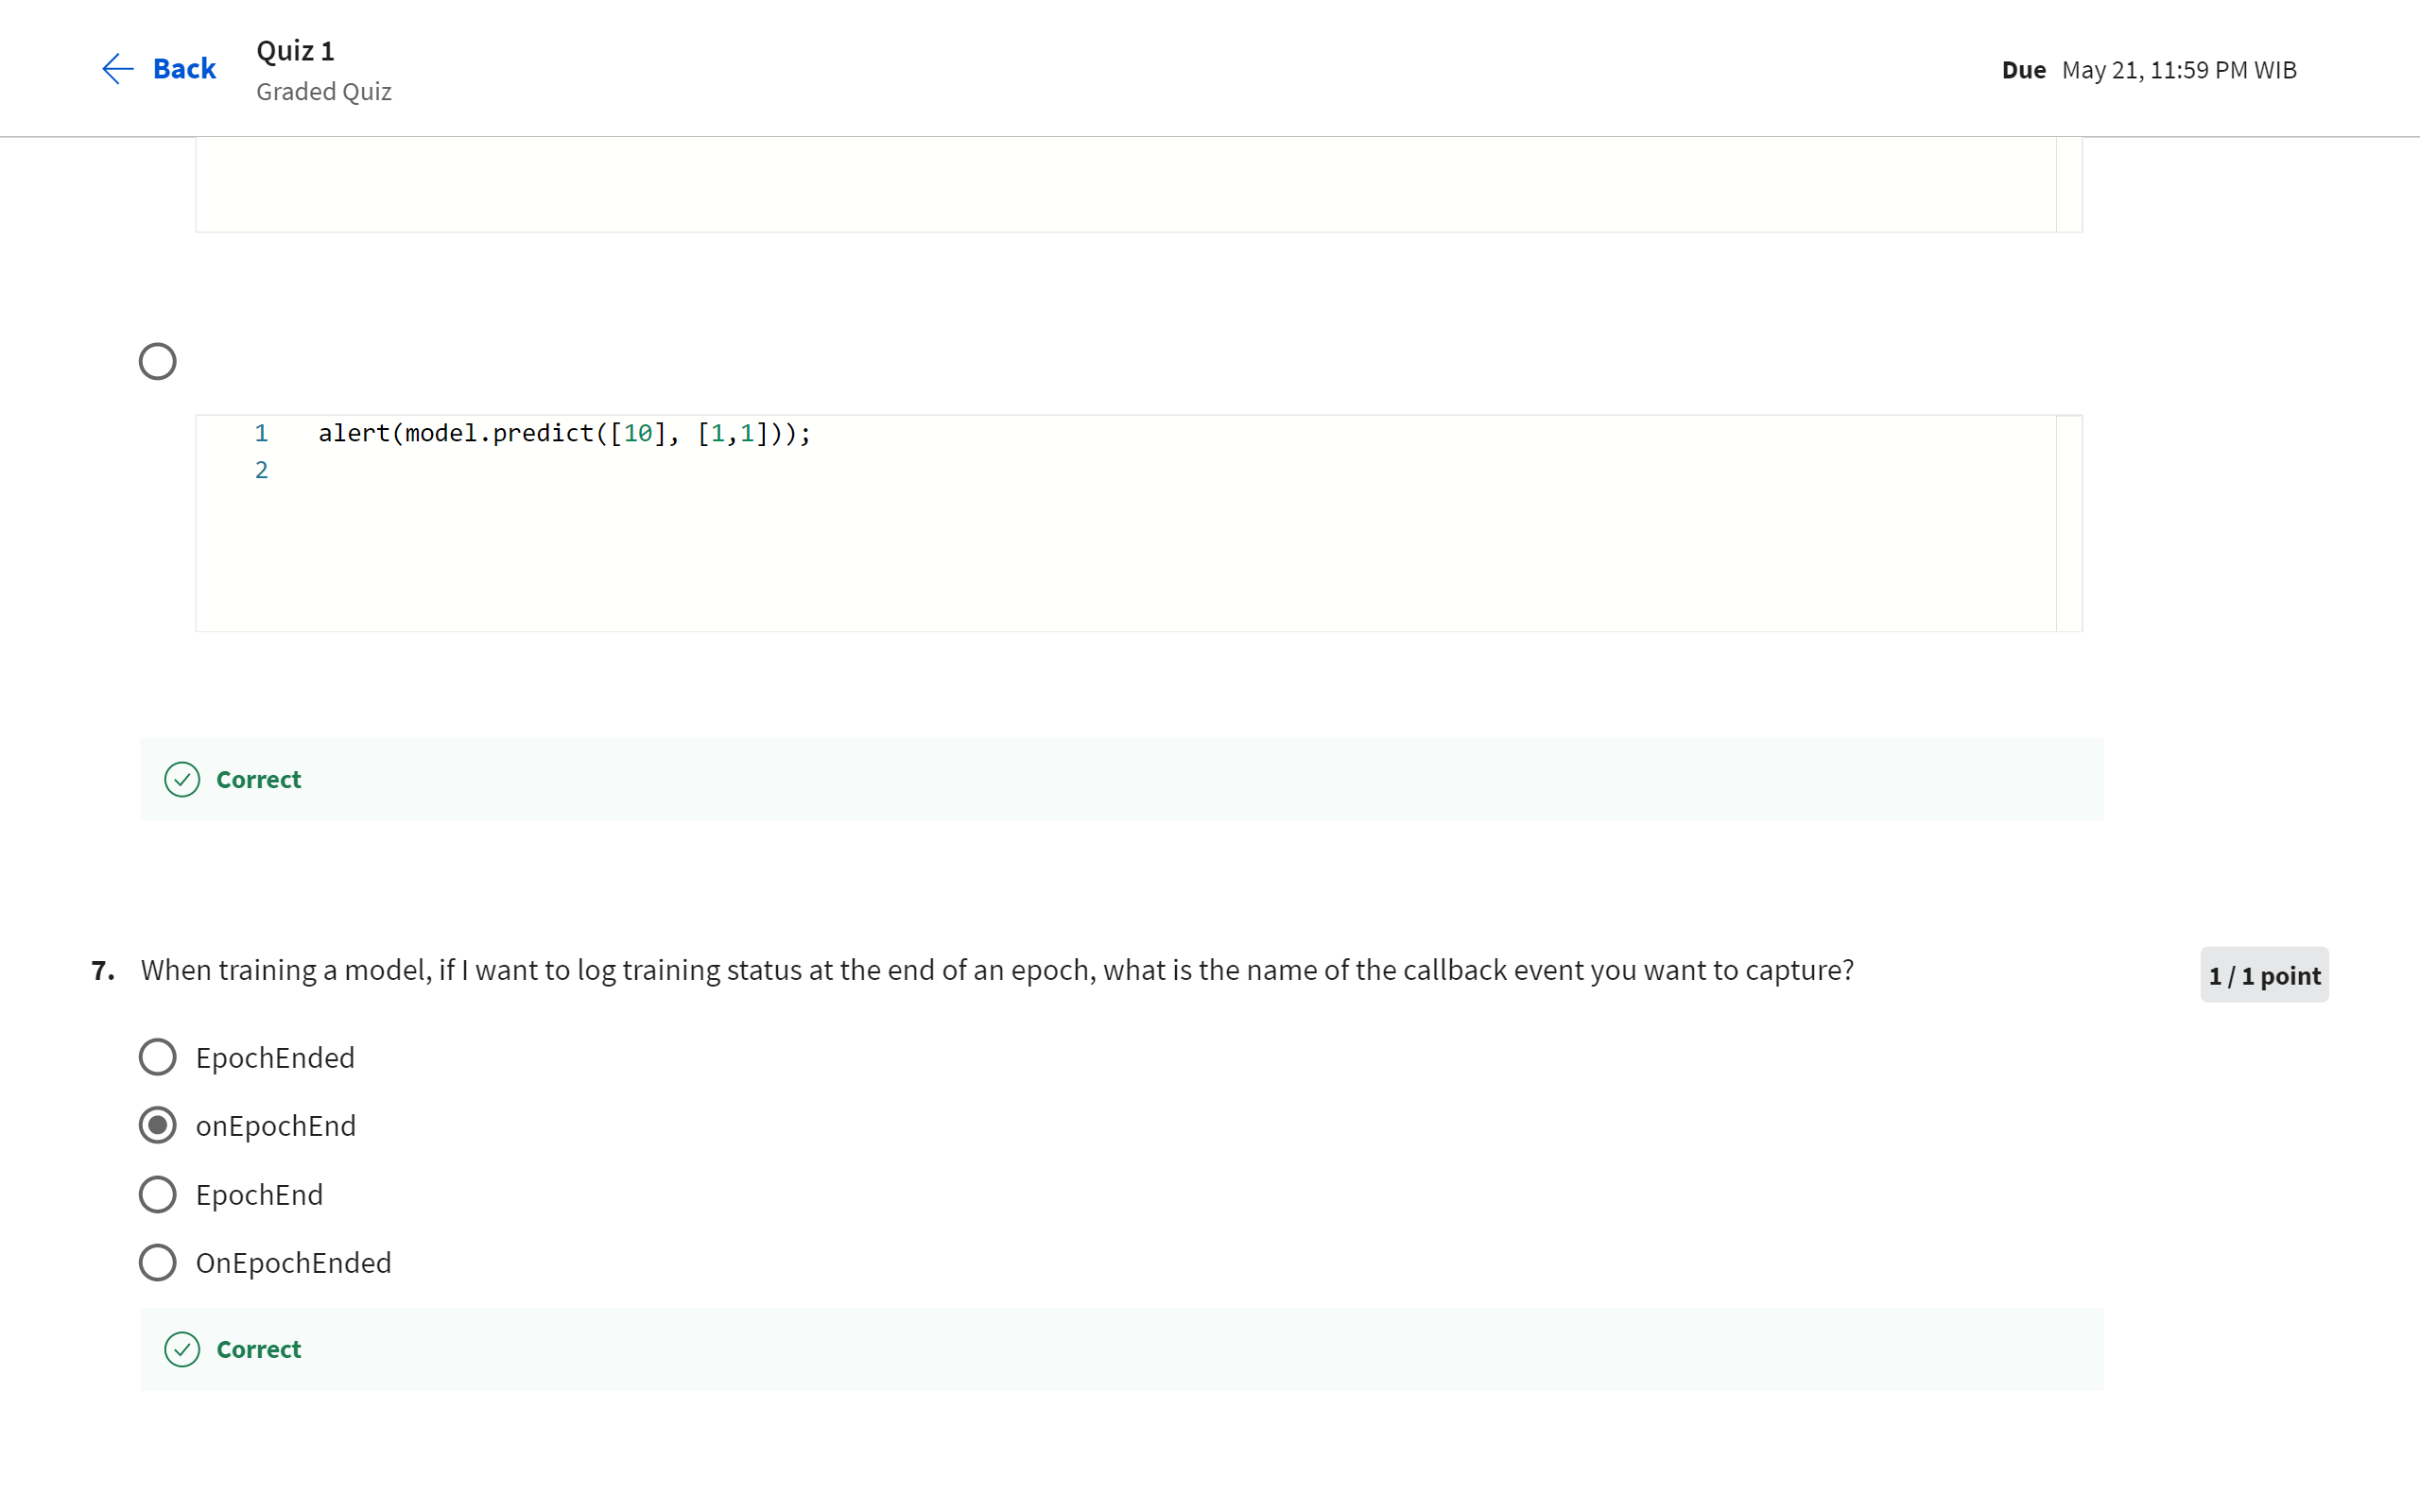 Back
Quiz 1
Graded Quiz
Due May 21, 11:59 PM WIB
1 alert(model.predict([10], [1,1]));
2
Correct
7. When training a model, if I want to log training status at the end of an epoch, what is the name of the callback event you want to capture?
1 / 1 point
EpochEnded
onEpochEnd
EpochEnd
OnEpochEnded
Correct